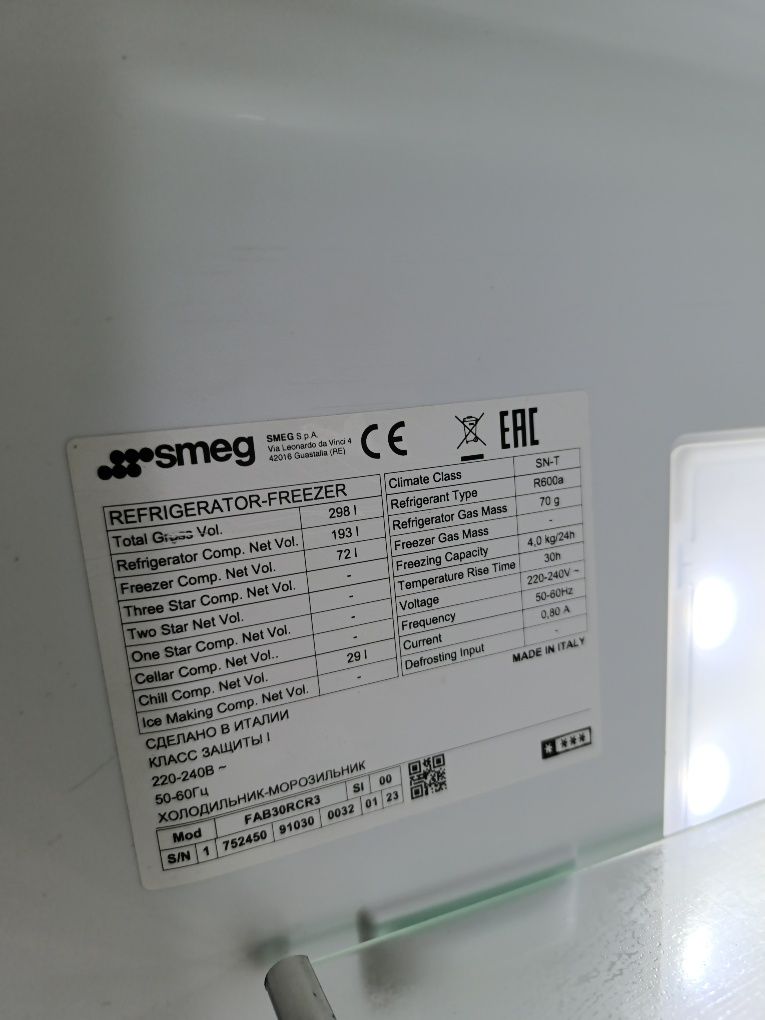 smeg
SMEG S.p.A.
Via Leonardo da Vinci 4
42016 Guastalla (RE)
CE
EAC
REFRIGERATOR-FREEZER
Total Gross Vol. 298 l
Refrigerator Comp. Net Vol. 193 l
Freezer Comp. Net Vol. 72 l
Three Star Comp. Net Vol. -
Two Star Net Vol. -
One Star Comp. Net Vol. -
Cellar Comp. Net Vol.. -
Chill Comp. Net Vol. 29 l
Ice Making Comp. Net Vol. -
Climate Class SN-T
Refrigerant Type R600a
Refrigerator Gas Mass 70 g
Freezer Gas Mass -
Freezing Capacity 4,0 kg/24h
Temperature Rise Time 30h
Voltage 220-240V ~
Frequency 50-60Hz
Current 0,80 A
Defrosting Input -
MADE IN ITALY
СДЕЛАНО В ИТАЛИИ
КЛАСС ЗАЩИТЫ I
220-240В ~
50-60Гц
ХОЛОДИЛЬНИК-МОРОЗИЛЬНИК
Mod FAB30RCR3 SI 00
S/N 1 752450 91030 0032 01 23